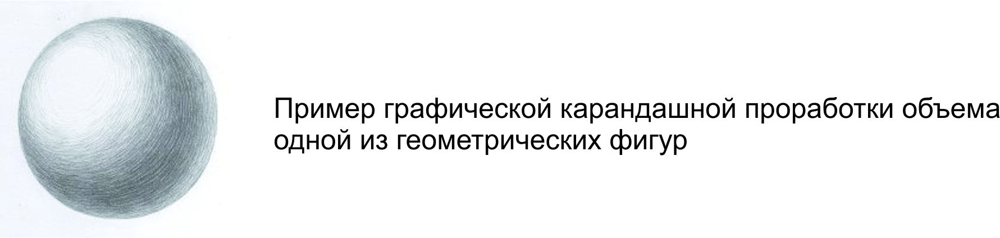 Пример графической карандашной проработки объема
одной из геометрических фигур